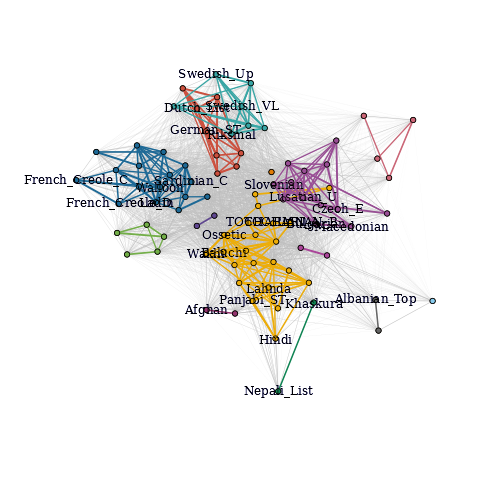 Swedish_Up
Dutch_List
Swedish_VL
German_ST
Riksmal
French_Creole_C
Sardinian_C
Walloon
Slovenian
French_Creole_D
Ladin
Lusatian_U
Czech_E
Macedonian
Ossetic
Wakhi
Baluchi
Lahnda
Panjabi_ST
Khaskura
Albanian_Top
Afghan
Hindi
Nepali_List